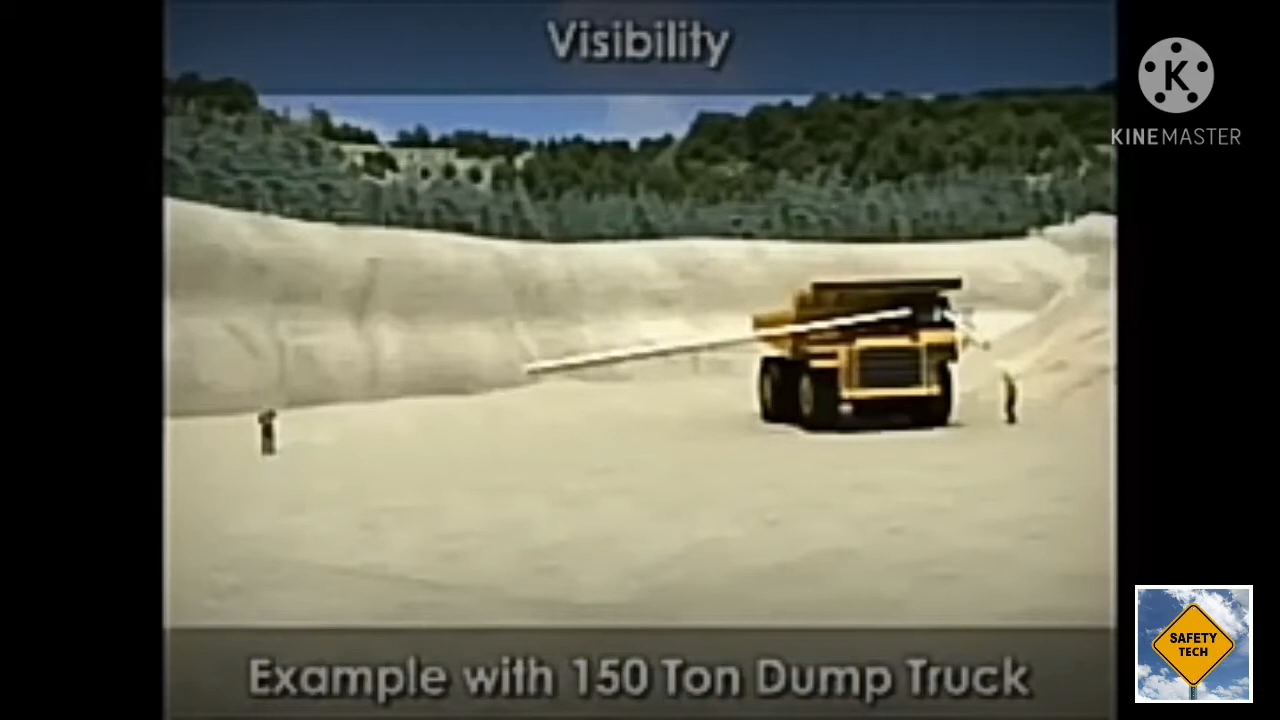 Visibility
K
KINEMASTER
SAFETY
TECH
Example with 150 Ton Dump Truck